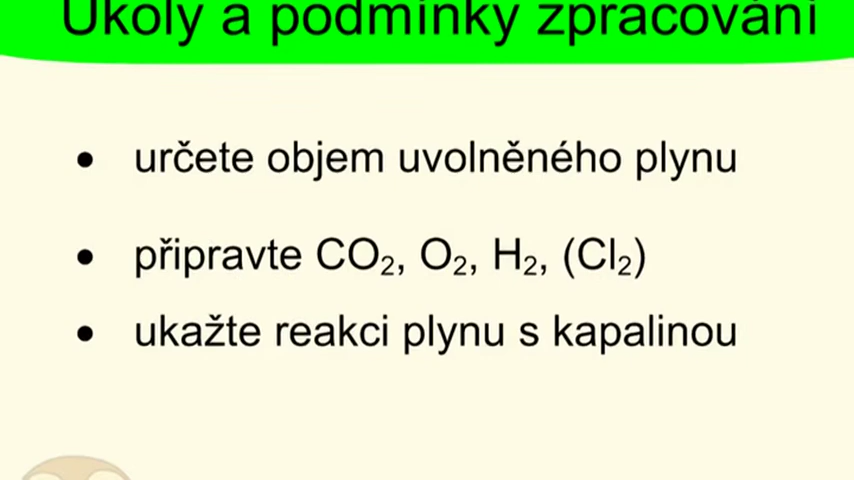 Úkoly a podmínky zpracování
• určete objem uvolněného plynu
• připravte CO₂, O₂, H₂, (Cl₂)
• ukažte reakci plynu s kapalinou